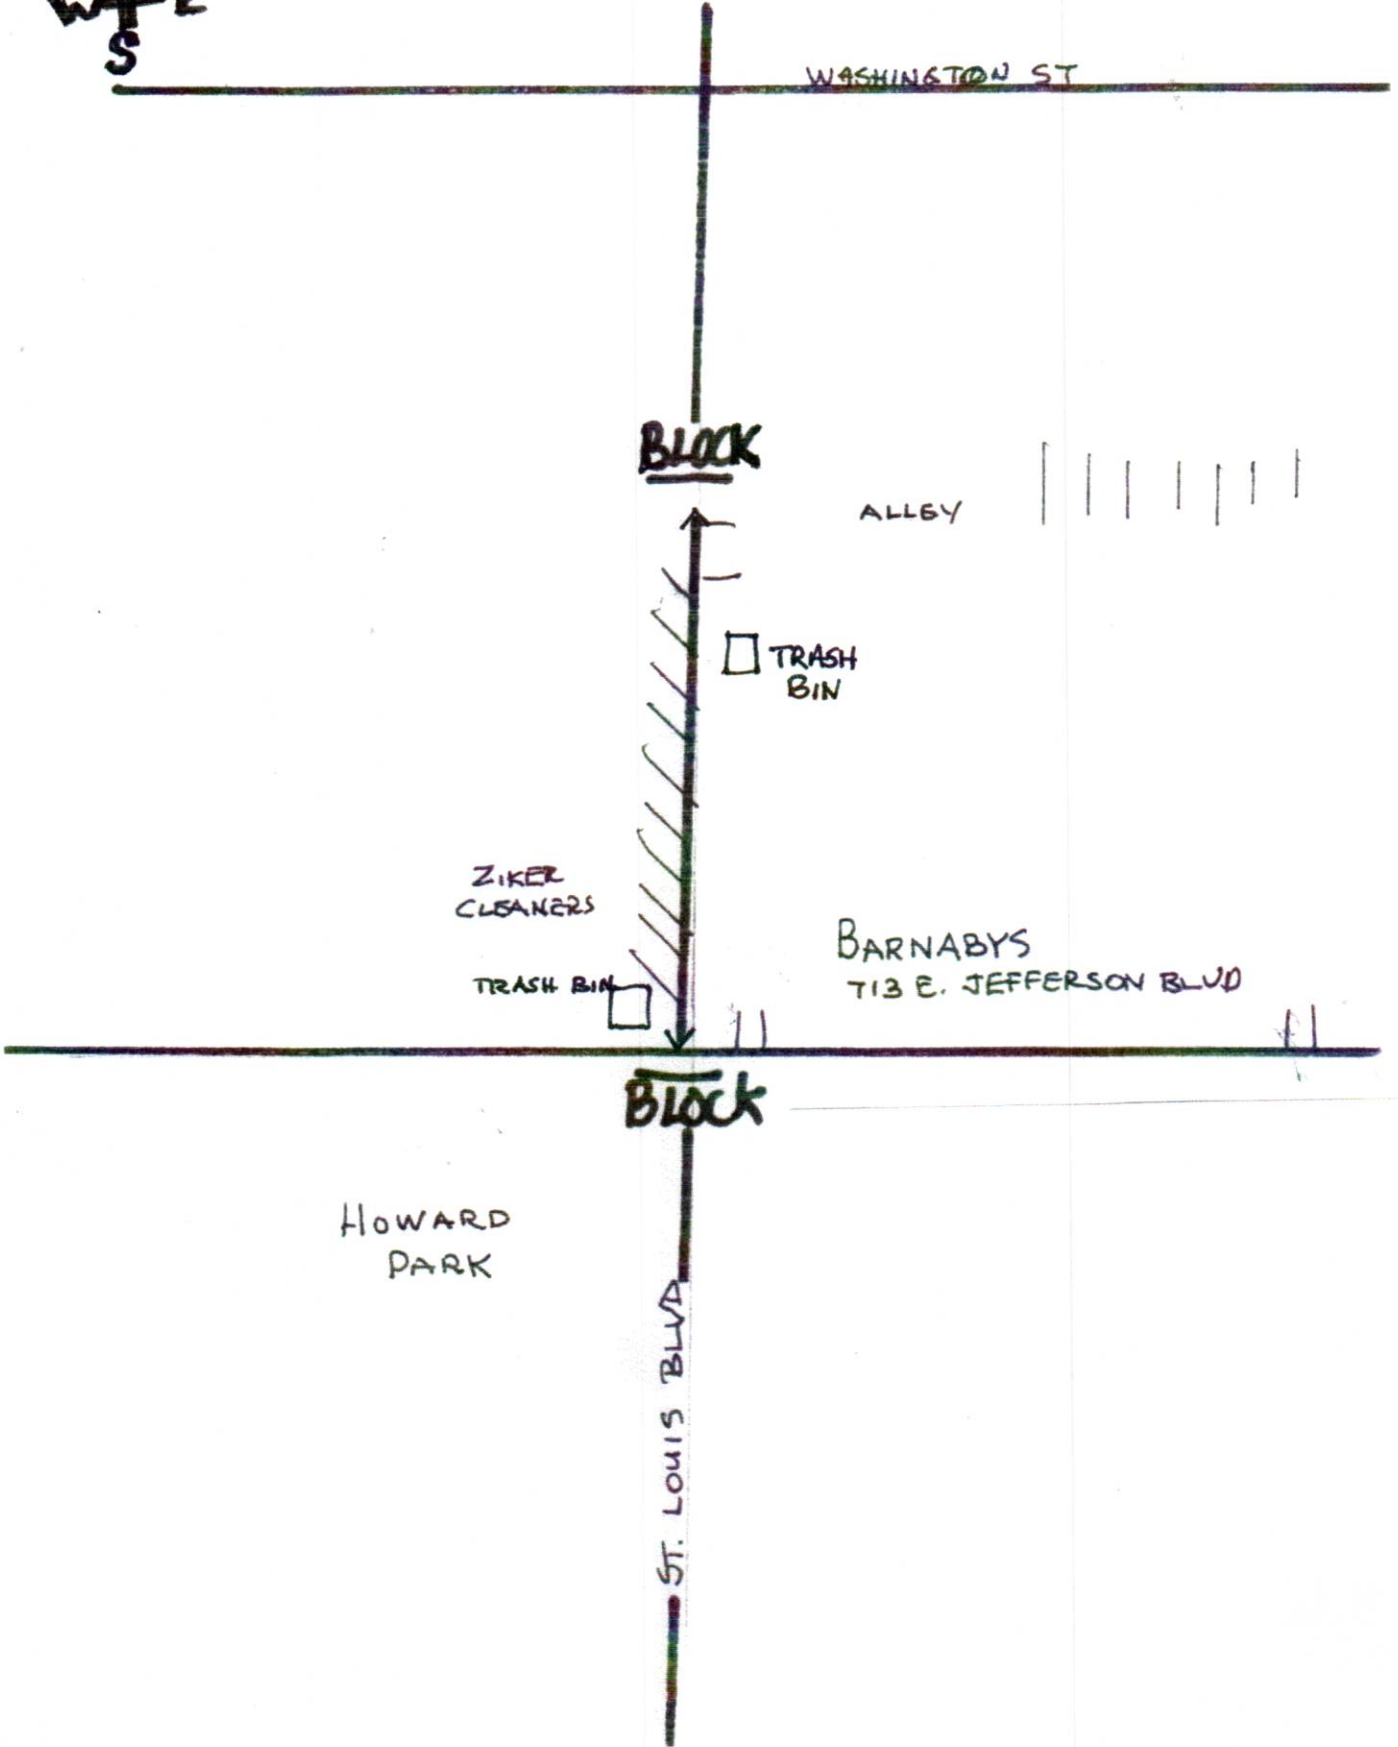 W E
S
WASHINGTON ST
BLOCK
ALLEY
TRASH
BIN
ZIKER
CLEANERS
BARNABYS
713 E. JEFFERSON BLVD
TRASH BIN
BLOCK
HOWARD
PARK
ST. LOUIS BLVD